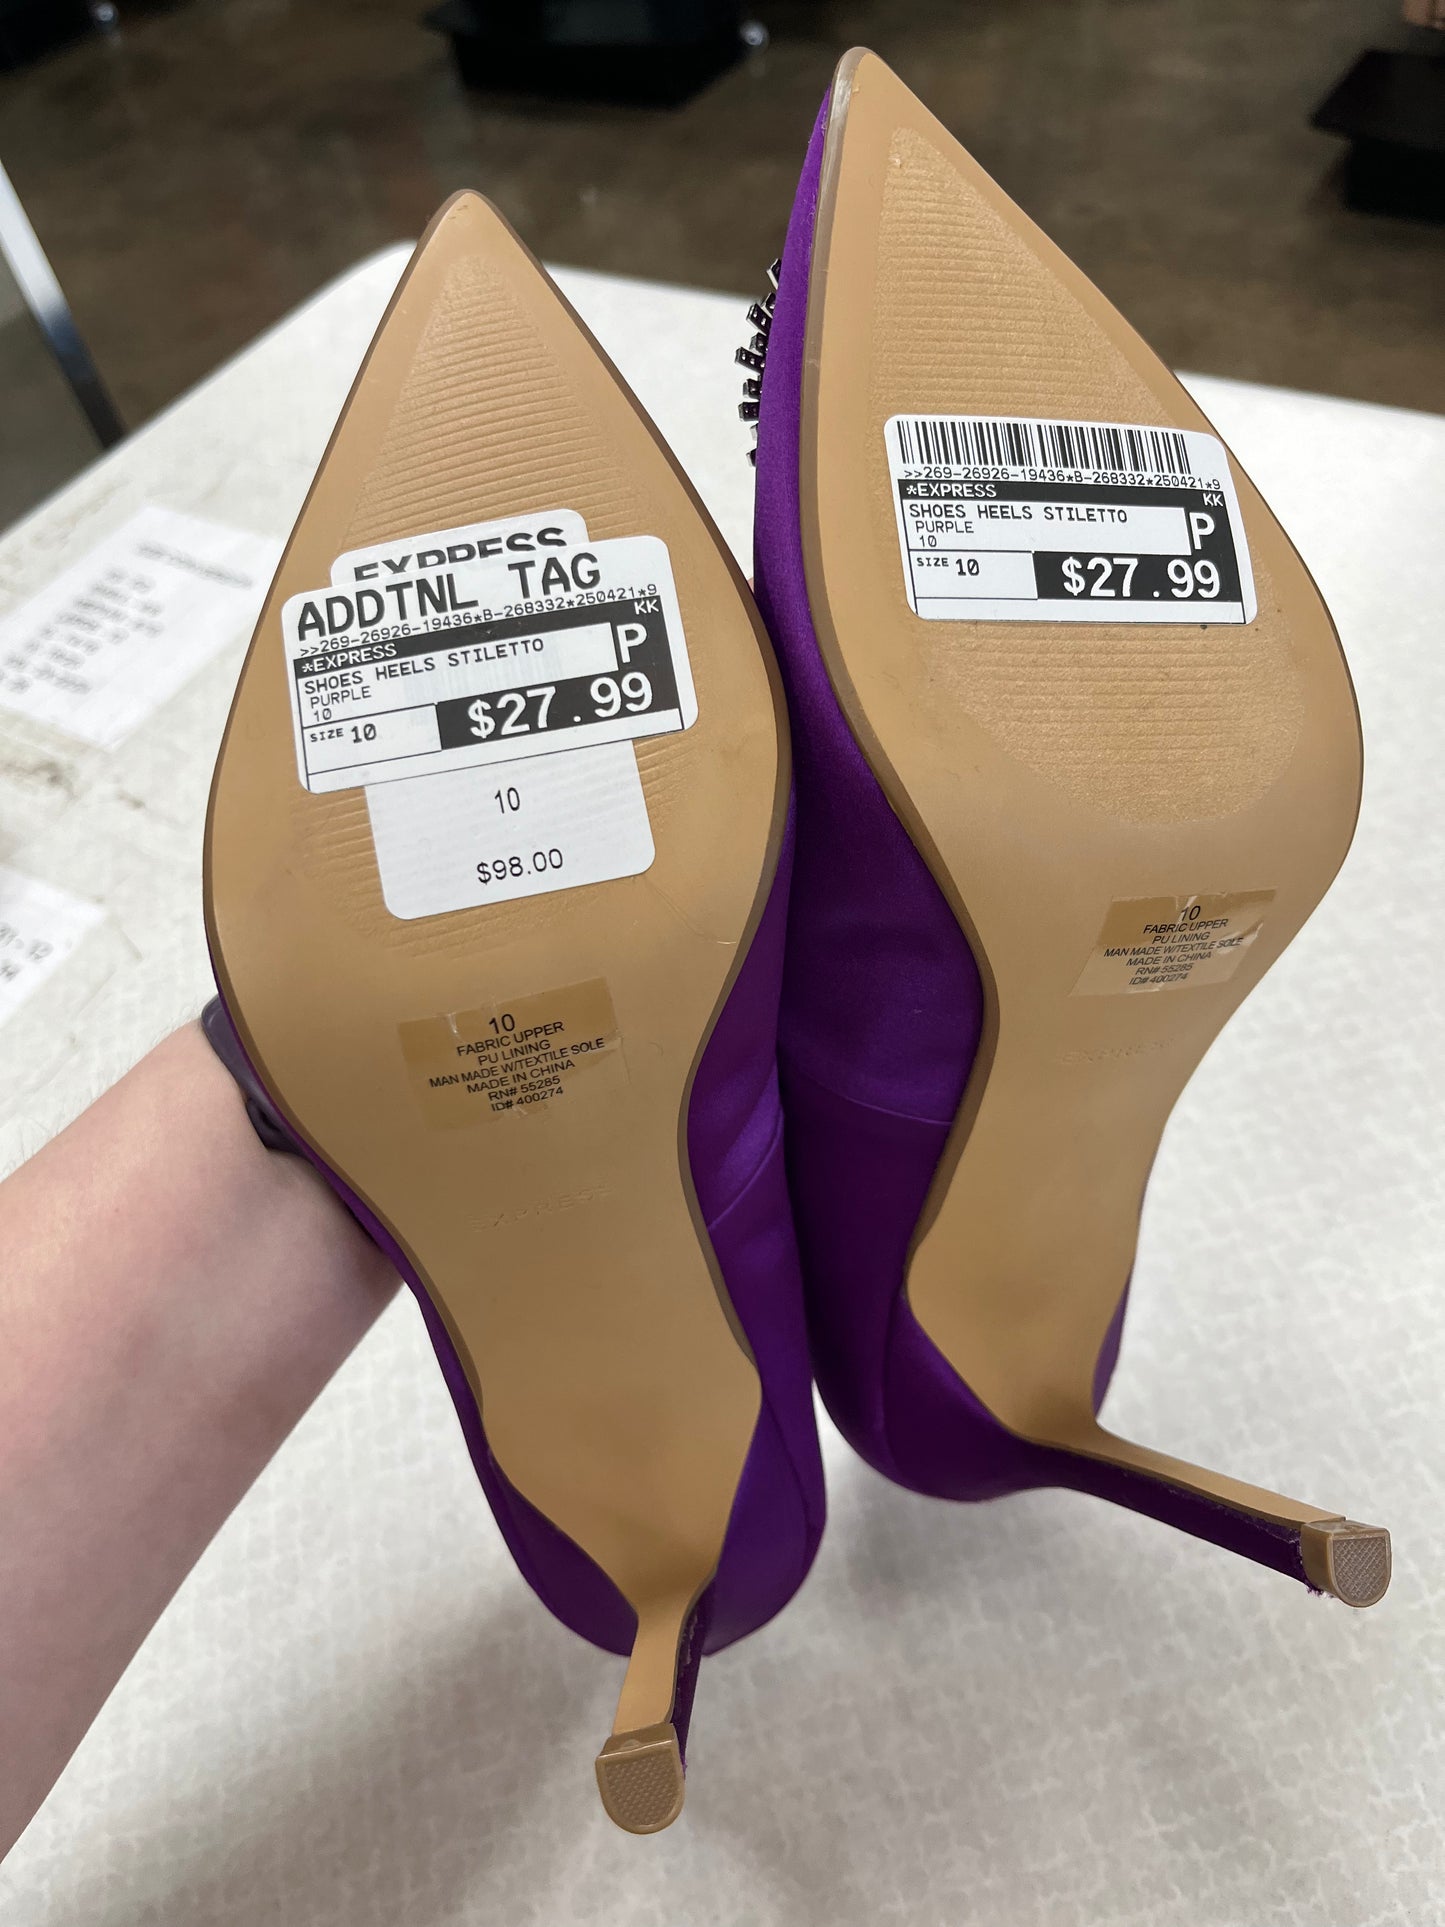 EXPRESS
ADDTNL TAG
>>269-26926-19436*B-268332*250421*9
*EXPRESS
KK
SHOES HEELS STILETTO
P
PURPLE
10
SIZE 10
$27.99
10
$98.00
10
FABRIC UPPER
PU LINING
MAN MADE W/TEXTILE SOLE
MADE IN CHINA
RN# 55285
ID# 400274
EXPRESS
>>269-26926-19436*B-268332*250421*9
*EXPRESS
KK
SHOES HEELS STILETTO
P
PURPLE
10
SIZE 10
$27.99
10
FABRIC UPPER
PU LINING
MAN MADE W/TEXTILE SOLE
MADE IN CHINA
RN# 55285
ID# 400274
EXPRESS